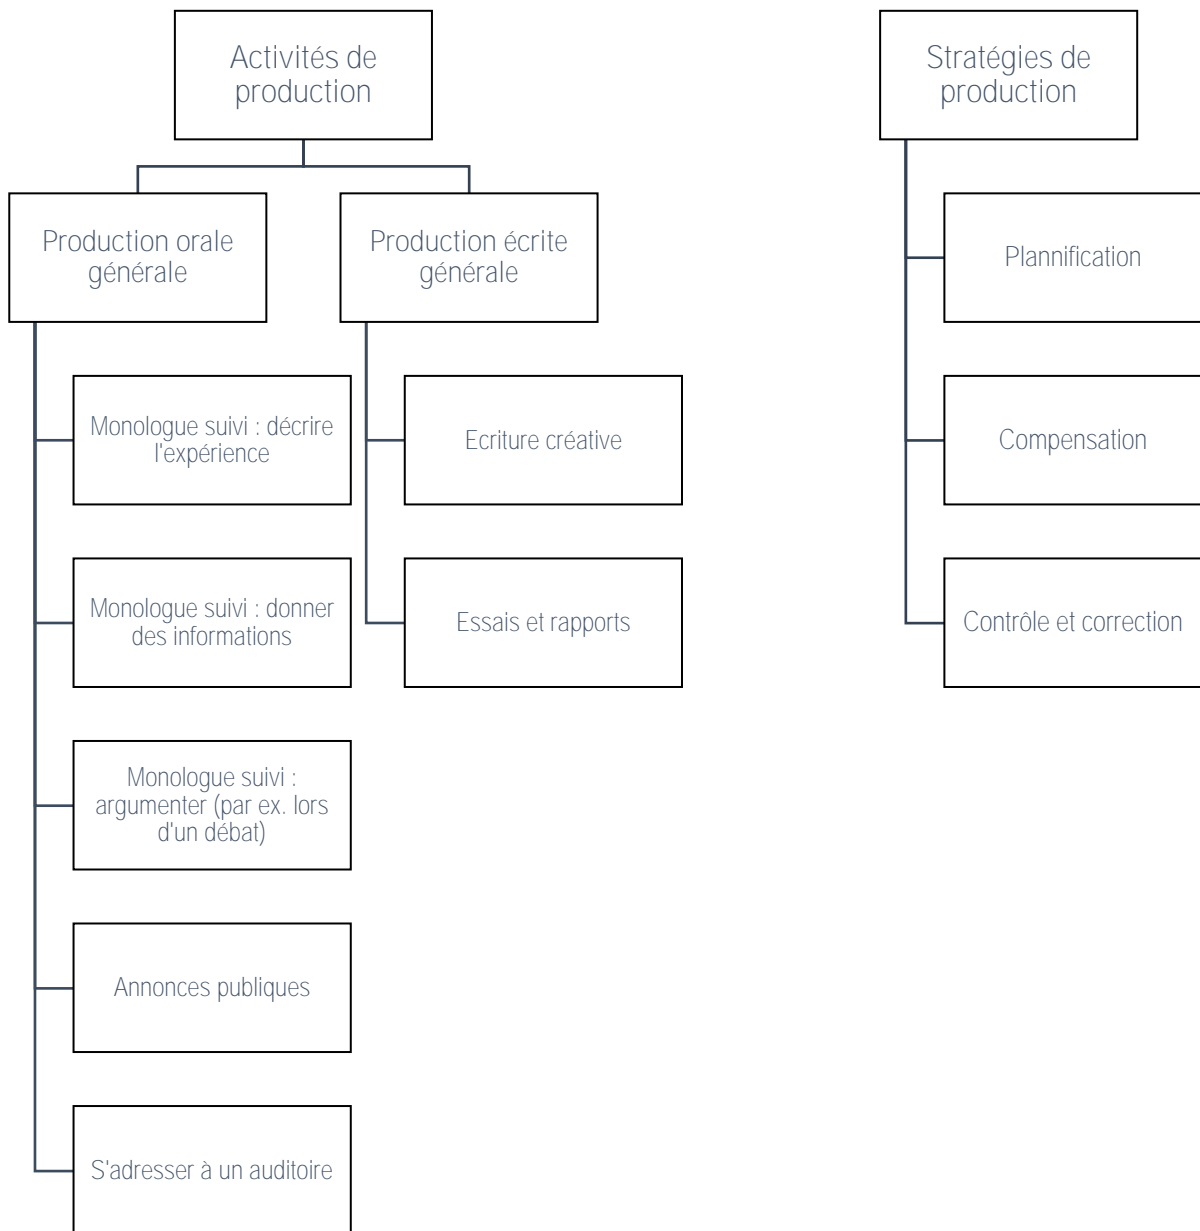 Activités de
production
Production orale
générale
Monologue suivi : décrire
l'expérience
Monologue suivi : donner
des informations
Monologue suivi :
argumenter (par ex. lors
d'un débat)
Annonces publiques
S'adresser à un auditoire
Production écrite
générale
Ecriture créative
Essais et rapports
Stratégies de
production
Plannification
Compensation
Contrôle et correction